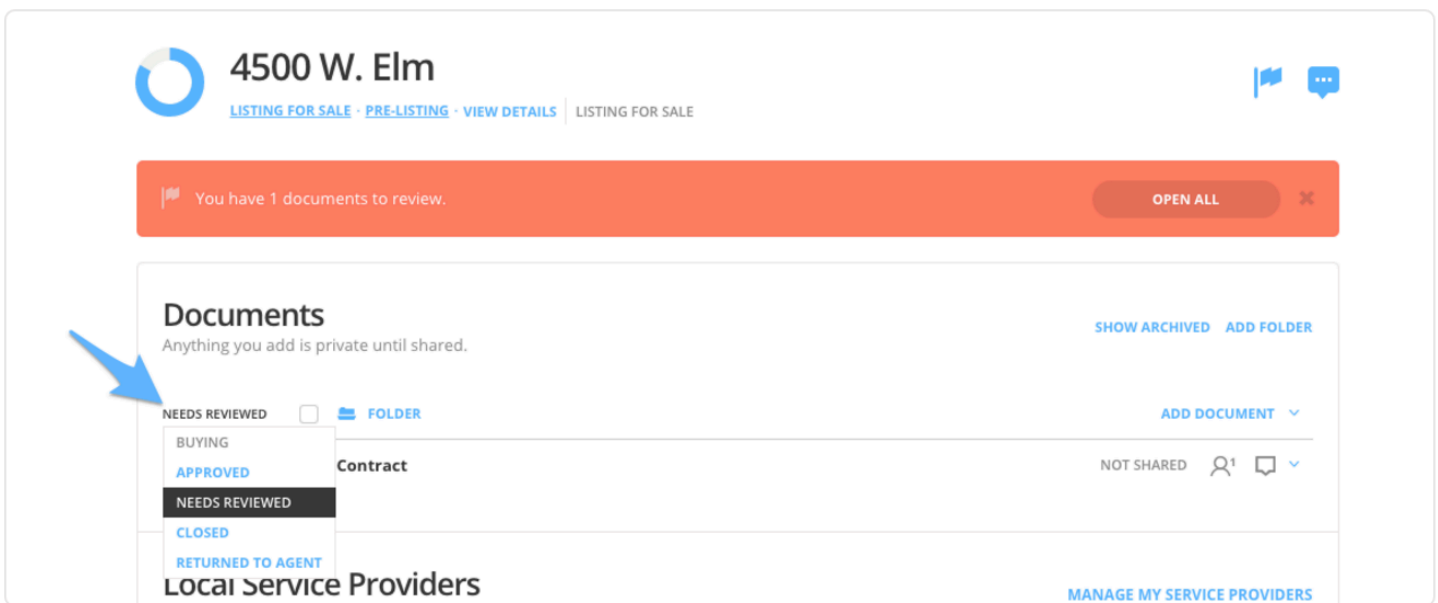 4500 W. Elm
LISTING FOR SALE · PRE-LISTING · VIEW DETAILS LISTING FOR SALE
You have 1 documents to review. OPEN ALL
Documents
Anything you add is private until shared.
SHOW ARCHIVED ADD FOLDER
NEEDS REVIEWED FOLDER ADD DOCUMENT
BUYING
APPROVED
NEEDS REVIEWED
CLOSED
RETURNED TO AGENT
Contract NOT SHARED 1
Local Service Providers MANAGE MY SERVICE PROVIDERS